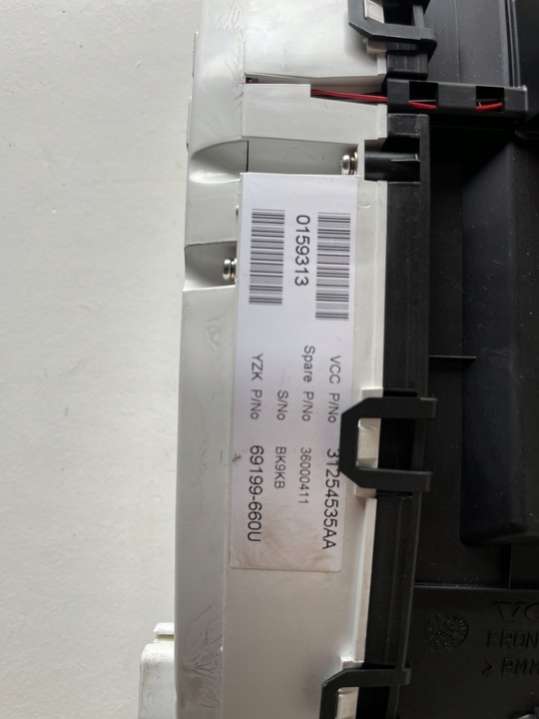 VCC P/No 31254535AA
Spare P/No 36000411
0159313
S/No BK9KB
YZK P/No 69199-660U